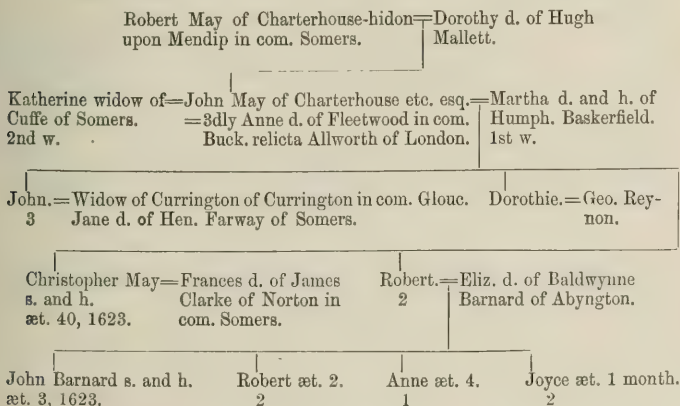 Robert May of Charterhouse-hidon=Dorothy d. of Hugh
upon Mendip in com. Somers. Mallett.
Katherine widow of=John May of Charterhouse etc. esq.=Martha d. and h. of
Cuffe of Somers. =3dly Anne d. of Fleetwood in com. Humph. Baskerfield.
2nd w. Buck. relicta Allworth of London. 1st w.
John.=Widow of Currington of Currington in com. Glouc. Dorothie.=Geo. Rey-
3 Jane d. of Hen. Farway of Somers. non.
Christopher May=Frances d. of James Robert.=Eliz. d. of Baldwynne
s. and h. Clarke of Norton in 2 Barnard of Abyngton.
æt. 40, 1623. com. Somers.
John Barnard s. and h. Robert æt. 2. Anne æt. 4. Joyce æt. 1 month.
æt. 3, 1623. 2 1 2